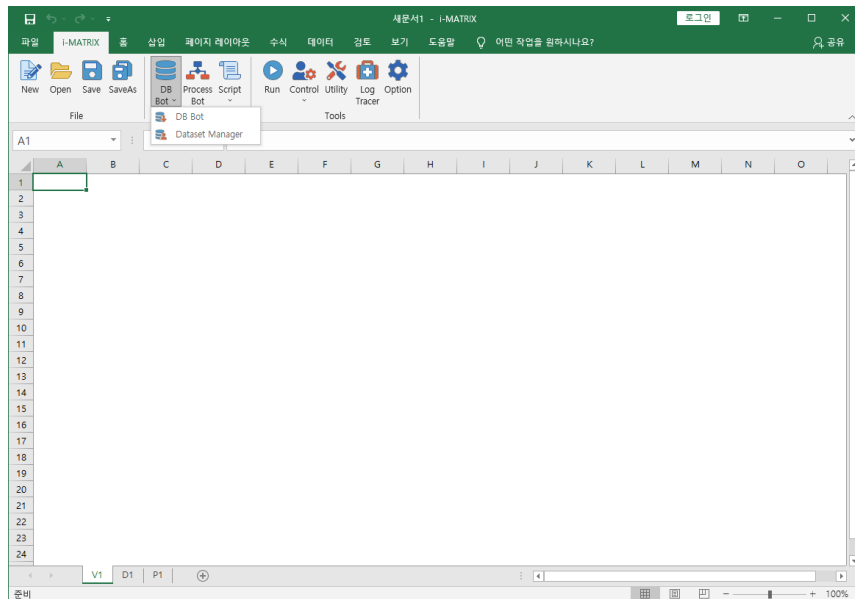 새문서1 - i-MATRIX
로그인
파일 i-MATRIX 홈 삽입 페이지 레이아웃 수식 데이터 검토 보기 도움말 어떤 작업을 원하시나요? 공유
New Open Save SaveAs DB Bot Process Bot Script Run Control Utility Log Tracer Option
File Tools
DB Bot
Dataset Manager
A1
A B C D E F G H I J K L M N O
1
2
3
4
5
6
7
8
9
10
11
12
13
14
15
16
17
18
19
20
21
22
23
24
V1 D1 P1
준비 100%